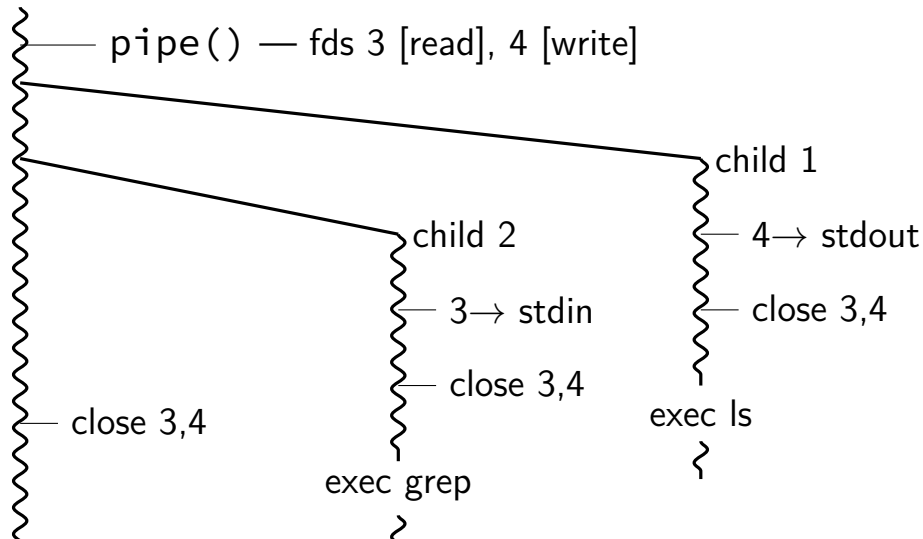 pipe() — fds 3 [read], 4 [write]
child 1
child 2
4→ stdout
3→ stdin
close 3,4
close 3,4
exec ls
close 3,4
exec grep